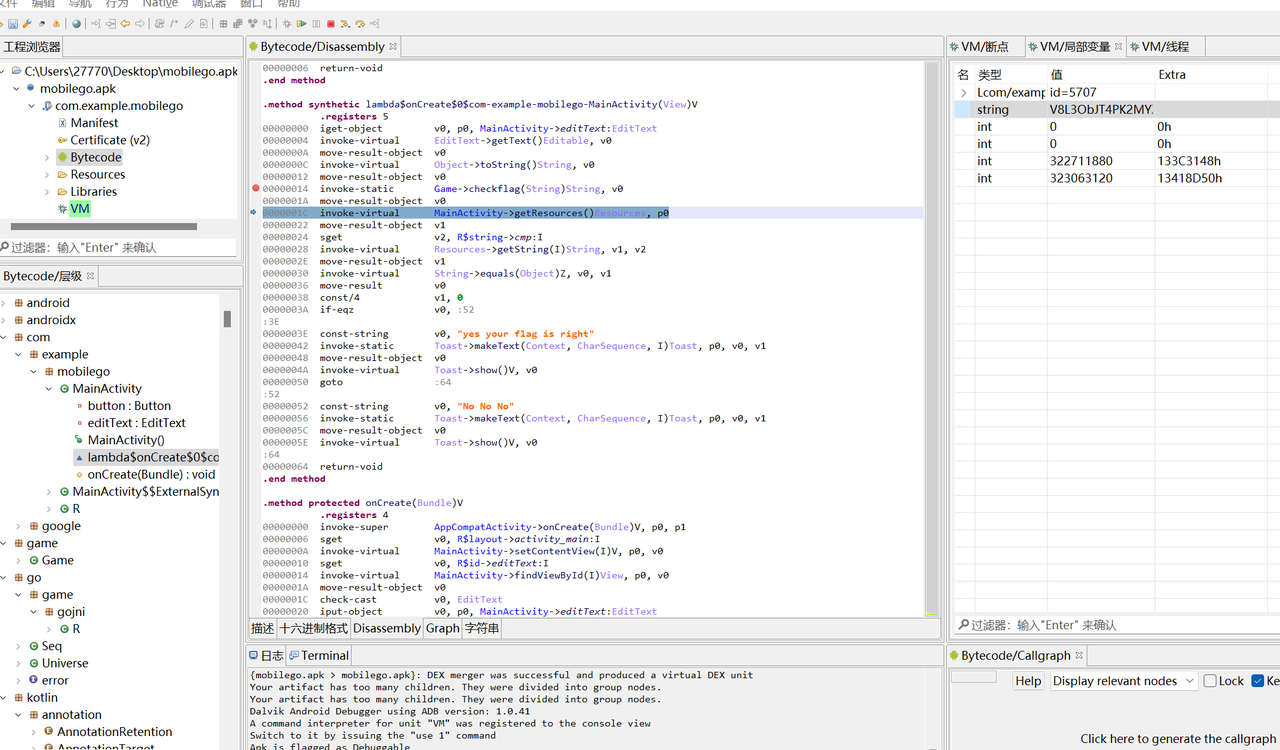 文件 编辑 导航 行为 Native 调试器 窗口 帮助
工程浏览器
C:\Users\27770\Desktop\mobilego.apk
mobilego.apk
com.example.mobilego
Manifest
Certificate (v2)
Bytecode
Resources
Libraries
VM
过滤器：输入"Enter" 来确认
Bytecode/层级
android
androidx
com
example
mobilego
MainActivity
button : Button
editText : EditText
MainActivity()
lambda$onCreate$0$co
onCreate(Bundle) : void
MainActivity$$ExternalSyn
R
google
game
Game
go
game
gojni
R
Seq
Universe
error
kotlin
annotation
AnnotationRetention
AnnotationTarget
Bytecode/Disassembly
00000006 return-void
.end method
.method synthetic lambda$onCreate$0$com-example-mobilego-MainActivity(View)V
.registers 5
00000000 iget-object v0, p0, MainActivity->editText:EditText
00000004 invoke-virtual EditText->getText()Editable, v0
0000000A move-result-object v0
0000000C invoke-virtual Object->toString()String, v0
00000012 move-result-object v0
00000014 invoke-static Game->checkflag(String)String, v0
0000001A move-result-object v0
0000001C invoke-virtual MainActivity->getResources()Resources, p0
00000022 move-result-object v1
00000024 sget v2, R$string->cmp:I
00000028 invoke-virtual Resources->getString(I)String, v1, v2
0000002E move-result-object v1
00000030 invoke-virtual String->equals(Object)Z, v0, v1
00000036 move-result v0
00000038 const/4 v1, 0
0000003A if-eqz v0, :52
:3E
0000003E const-string v0, "yes your flag is right"
00000042 invoke-static Toast->makeText(Context, CharSequence, I)Toast, p0, v0, v1
00000048 move-result-object v0
0000004A invoke-virtual Toast->show()V, v0
00000050 goto :64
:52
00000052 const-string v0, "No No No"
00000056 invoke-static Toast->makeText(Context, CharSequence, I)Toast, p0, v0, v1
0000005C move-result-object v0
0000005E invoke-virtual Toast->show()V, v0
:64
00000064 return-void
.end method
.method protected onCreate(Bundle)V
.registers 4
00000000 invoke-super AppCompatActivity->onCreate(Bundle)V, p0, p1
00000006 sget v0, R$layout->activity_main:I
0000000A invoke-virtual MainActivity->setContentView(I)V, p0, v0
00000010 sget v0, R$id->editText:I
00000014 invoke-virtual MainActivity->findViewById(I)View, p0, v0
0000001A move-result-object v0
0000001C check-cast v0, EditText
00000020 iput-object v0, p0, MainActivity->editText:EditText
描述 十六进制格式 Disassembly Graph 字符串
日志 Terminal
{mobilego.apk > mobilego.apk}: DEX merger was successful and produced a virtual DEX unit
Your artifact has too many children. They were divided into group nodes.
Your artifact has too many children. They were divided into group nodes.
Dalvik Android Debugger using ADB version: 1.0.41
A command interpreter for unit "VM" was registered to the console view
Switch to it by issuing the "use 1" command
Apk is flagged as Debuggable
VM/断点 VM/局部变量 VM/线程
名 类型 值 Extra
Lcom/examp id=5707
string V8L3ObJT4PK2MY.
int 0 0h
int 0 0h
int 322711880 133C3148h
int 323063120 13418D50h
过滤器：输入"Enter" 来确认
Bytecode/Callgraph
Help Display relevant nodes Lock Ke
Click here to generate the callgraph